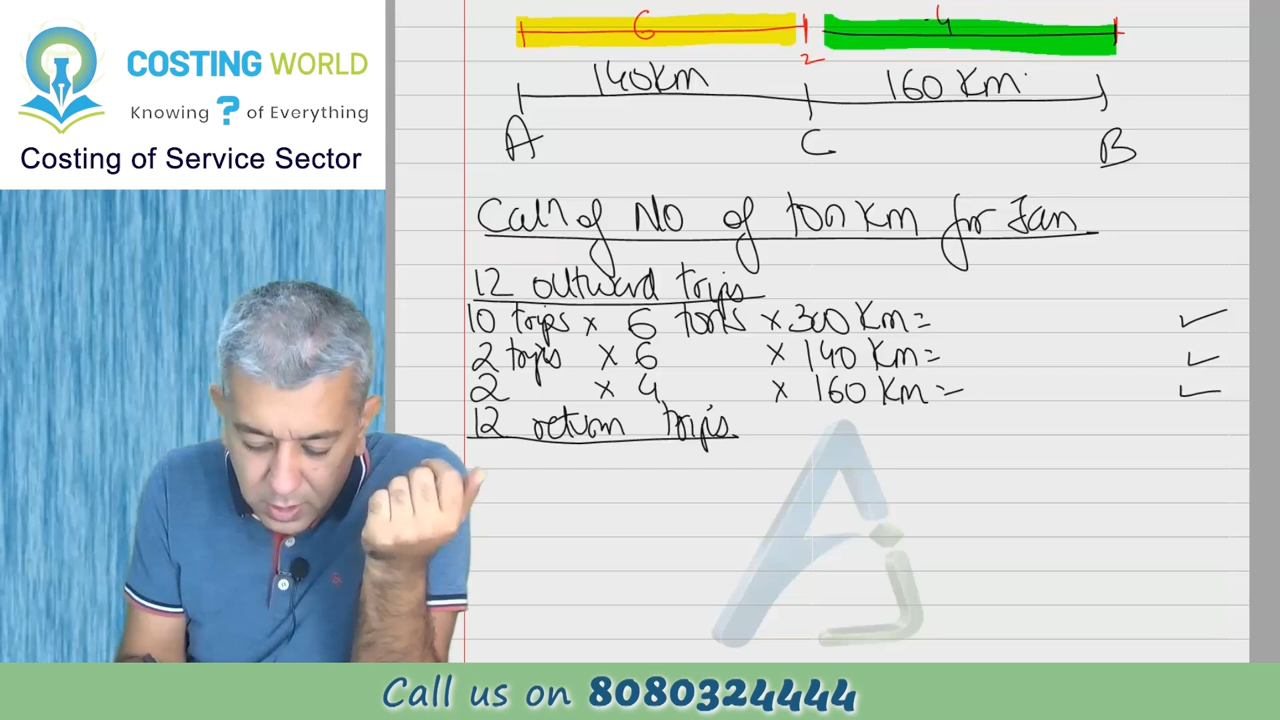 6 4
2
140km 160 Km
A C B
COSTING WORLD
Knowing ? of Everything
Costing of Service Sector
Caln of No of ton Km for Jan
12 outward trips
10 trips × 6 tons × 300 Km =
2 trips × 6 × 140 Km =
2 × 4 × 160 Km =
12 return trips
Call us on 8080324444